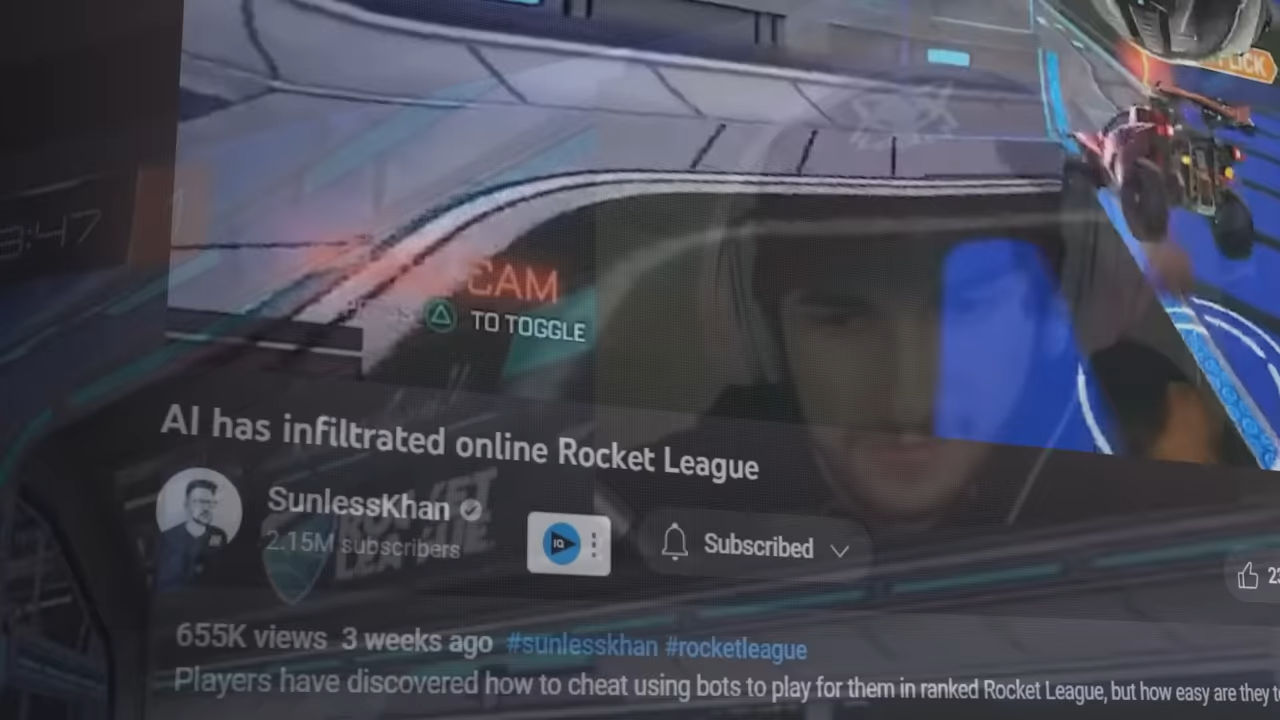 FLICK
3:47
CAM
TO TOGGLE
AI has infiltrated online Rocket League
SunlessKhan
2.15M subscribers
IQ
Subscribed
655K views 3 weeks ago #sunlesskhan #rocketleague
Players have discovered how to cheat using bots to play for them in ranked Rocket League, but how easy are they